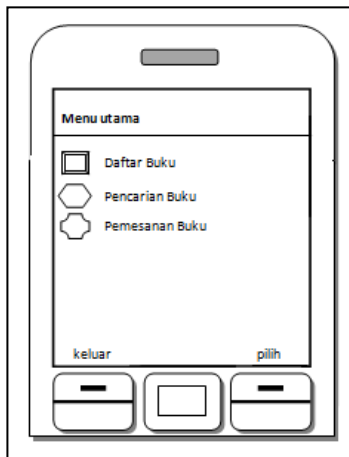 Menu utama
Daftar Buku
Pencarian Buku
Pemesanan Buku
keluar pilih